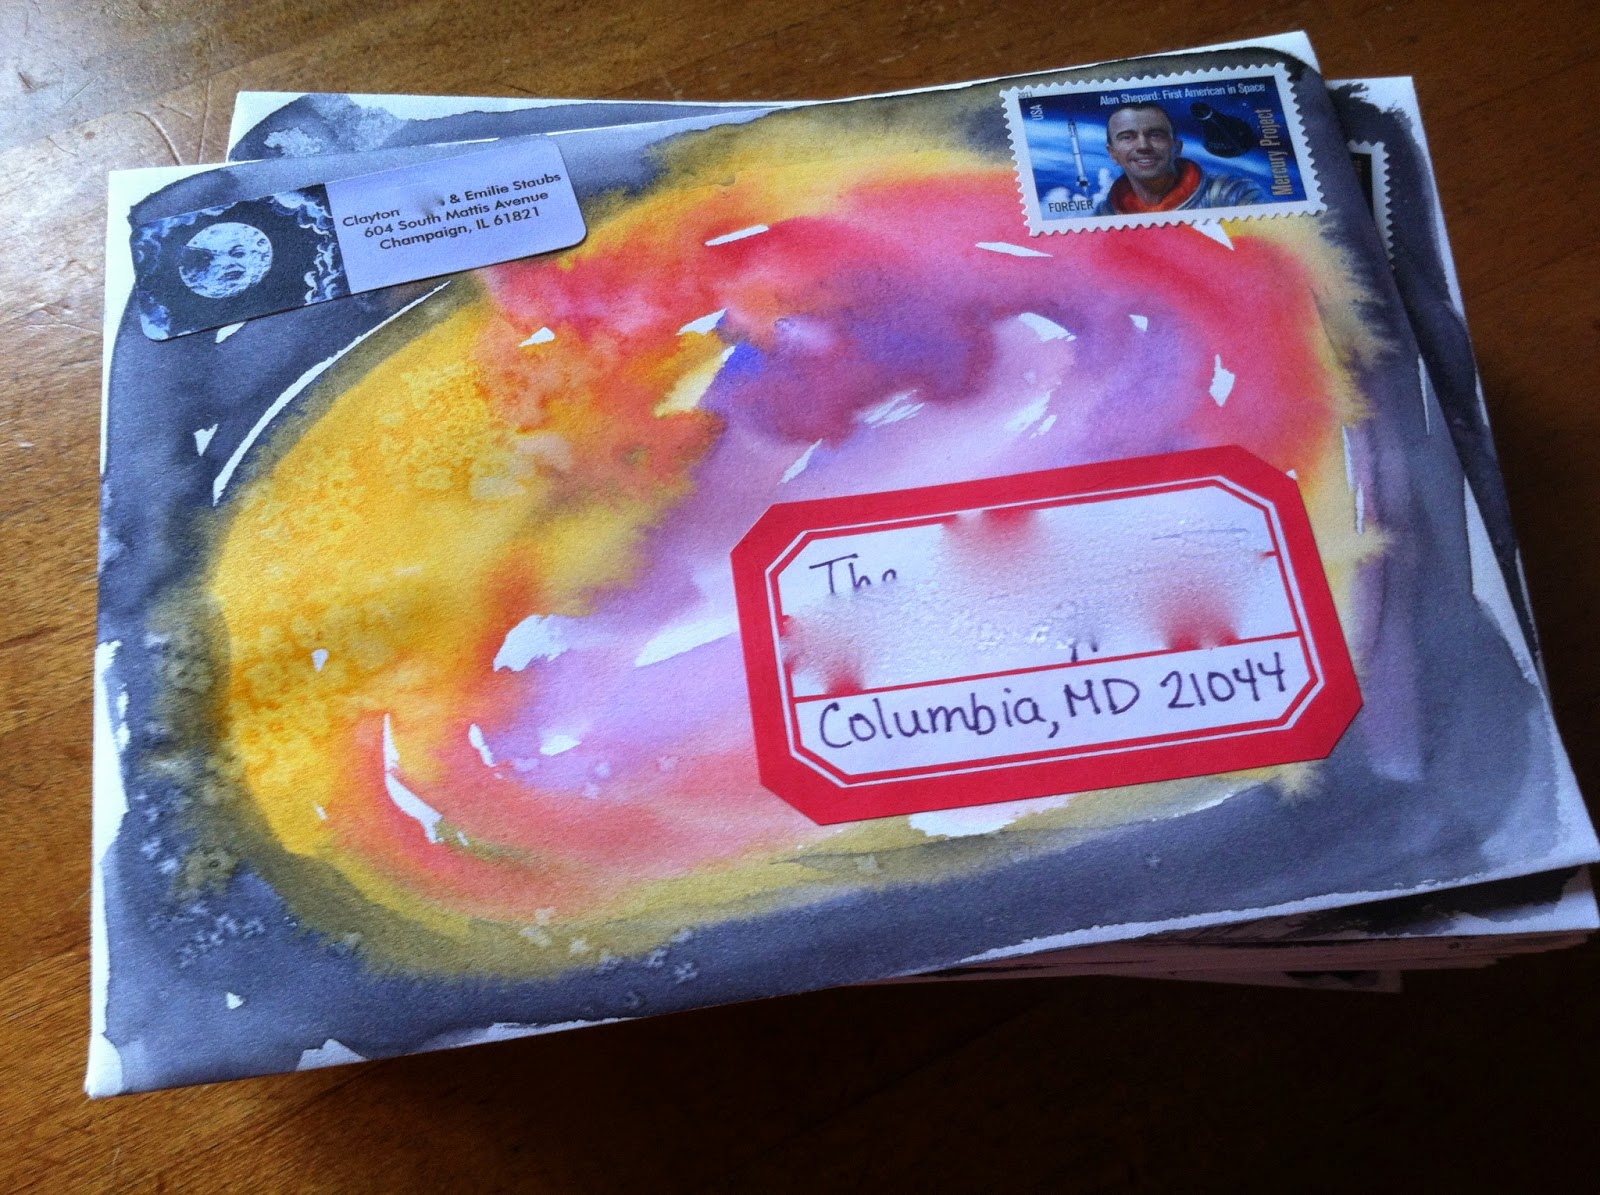 Clayton & Emilie Staubs
604 South Mattis Avenue
Champaign, IL 61821
2011
USA
Alan Shepard: First American in Space
Mercury Project
FOREVER
The
Columbia, MD 21044